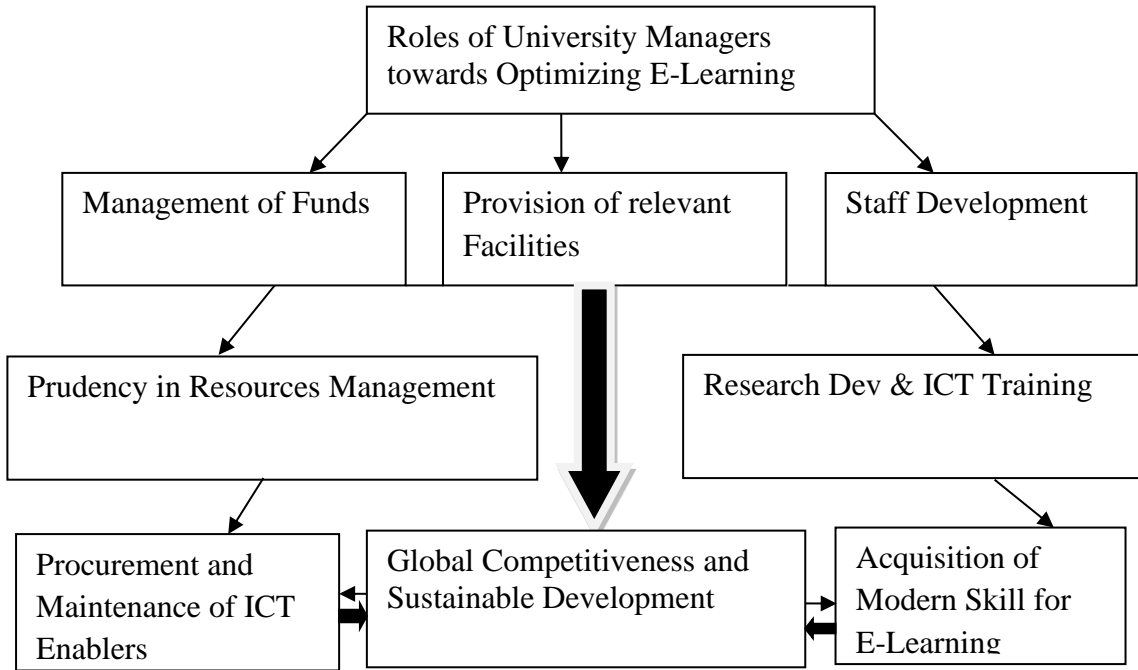 Roles of University Managers
towards Optimizing E-Learning
Management of Funds
Provision of relevant
Facilities
Staff Development
Prudency in Resources Management
Research Dev & ICT Training
Procurement and
Maintenance of ICT
Enablers
Global Competitiveness and
Sustainable Development
Acquisition of
Modern Skill for
E-Learning